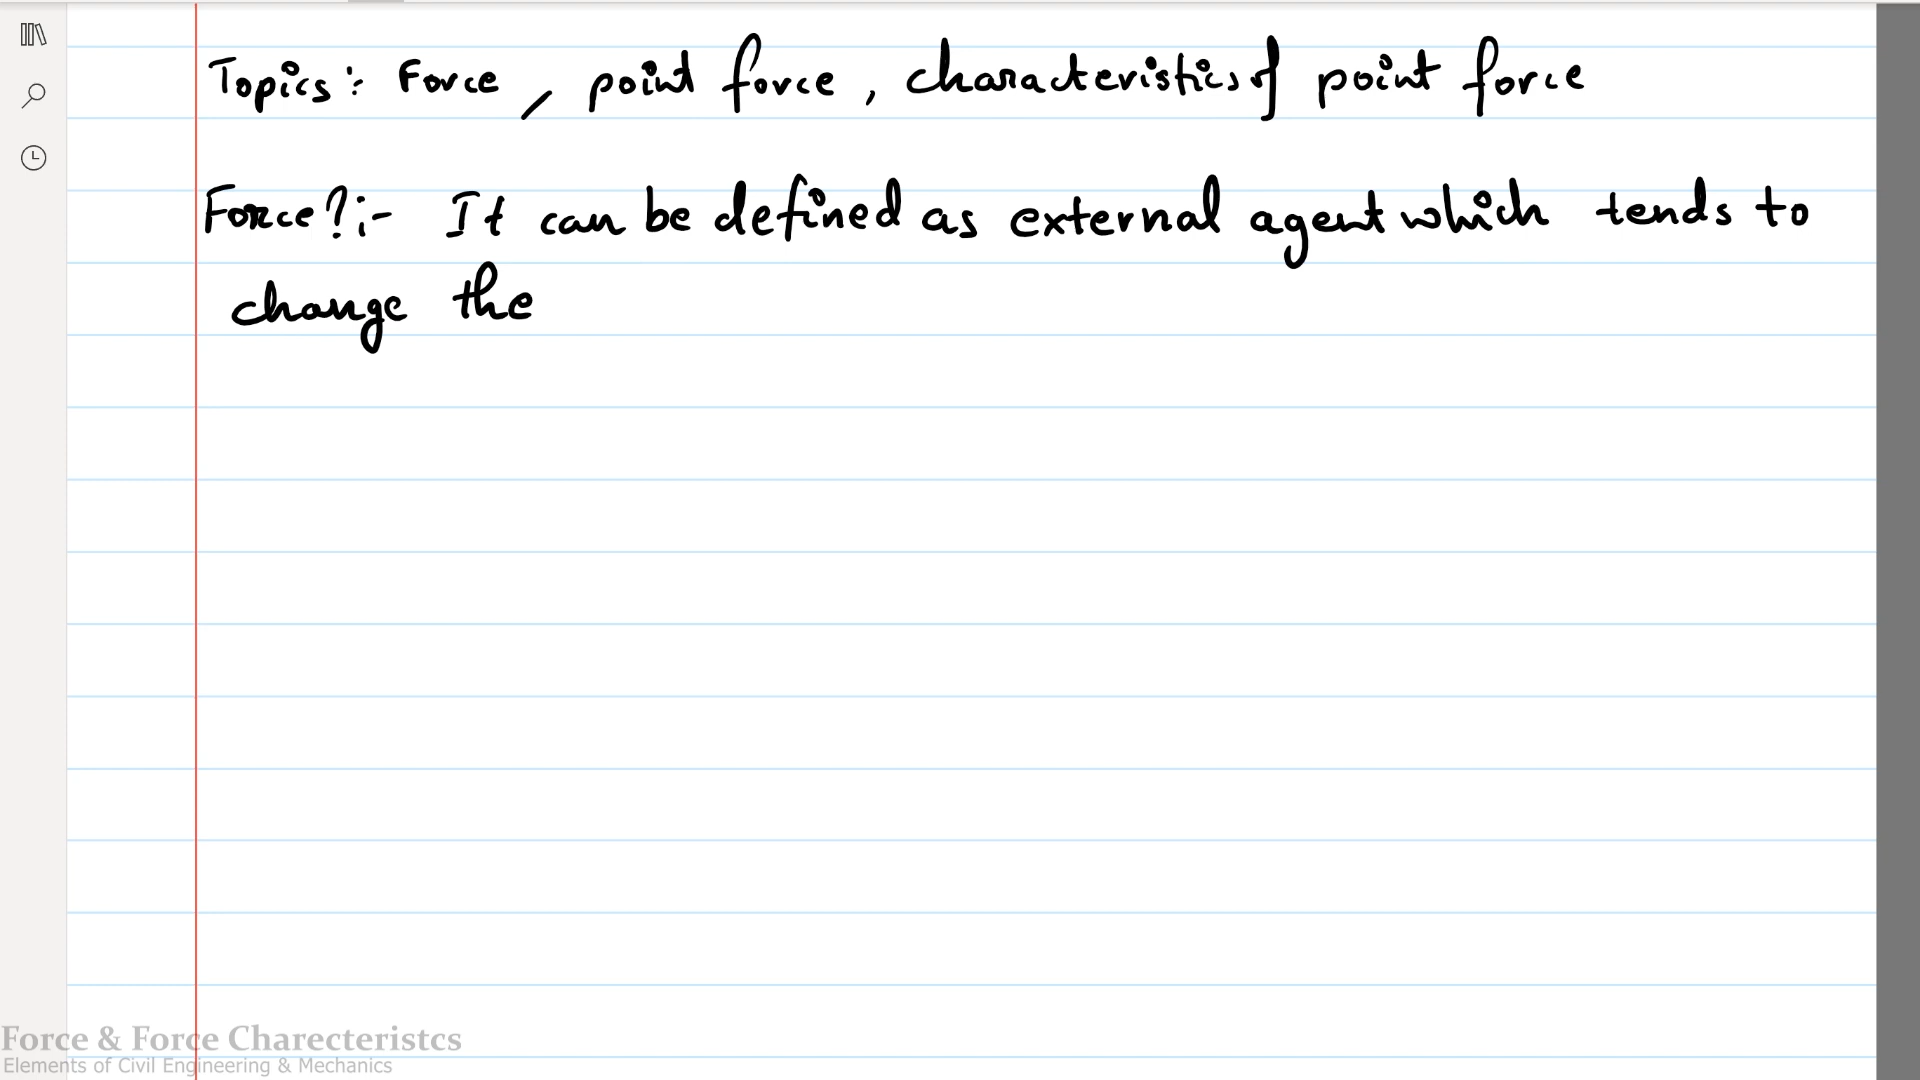 Topics : Force , point force , characteristics of point force
Force ? :- It can be defined as external agent which tends to
change the
Force & Force Charecteristcs
Elements of Civil Engineering & Mechanics